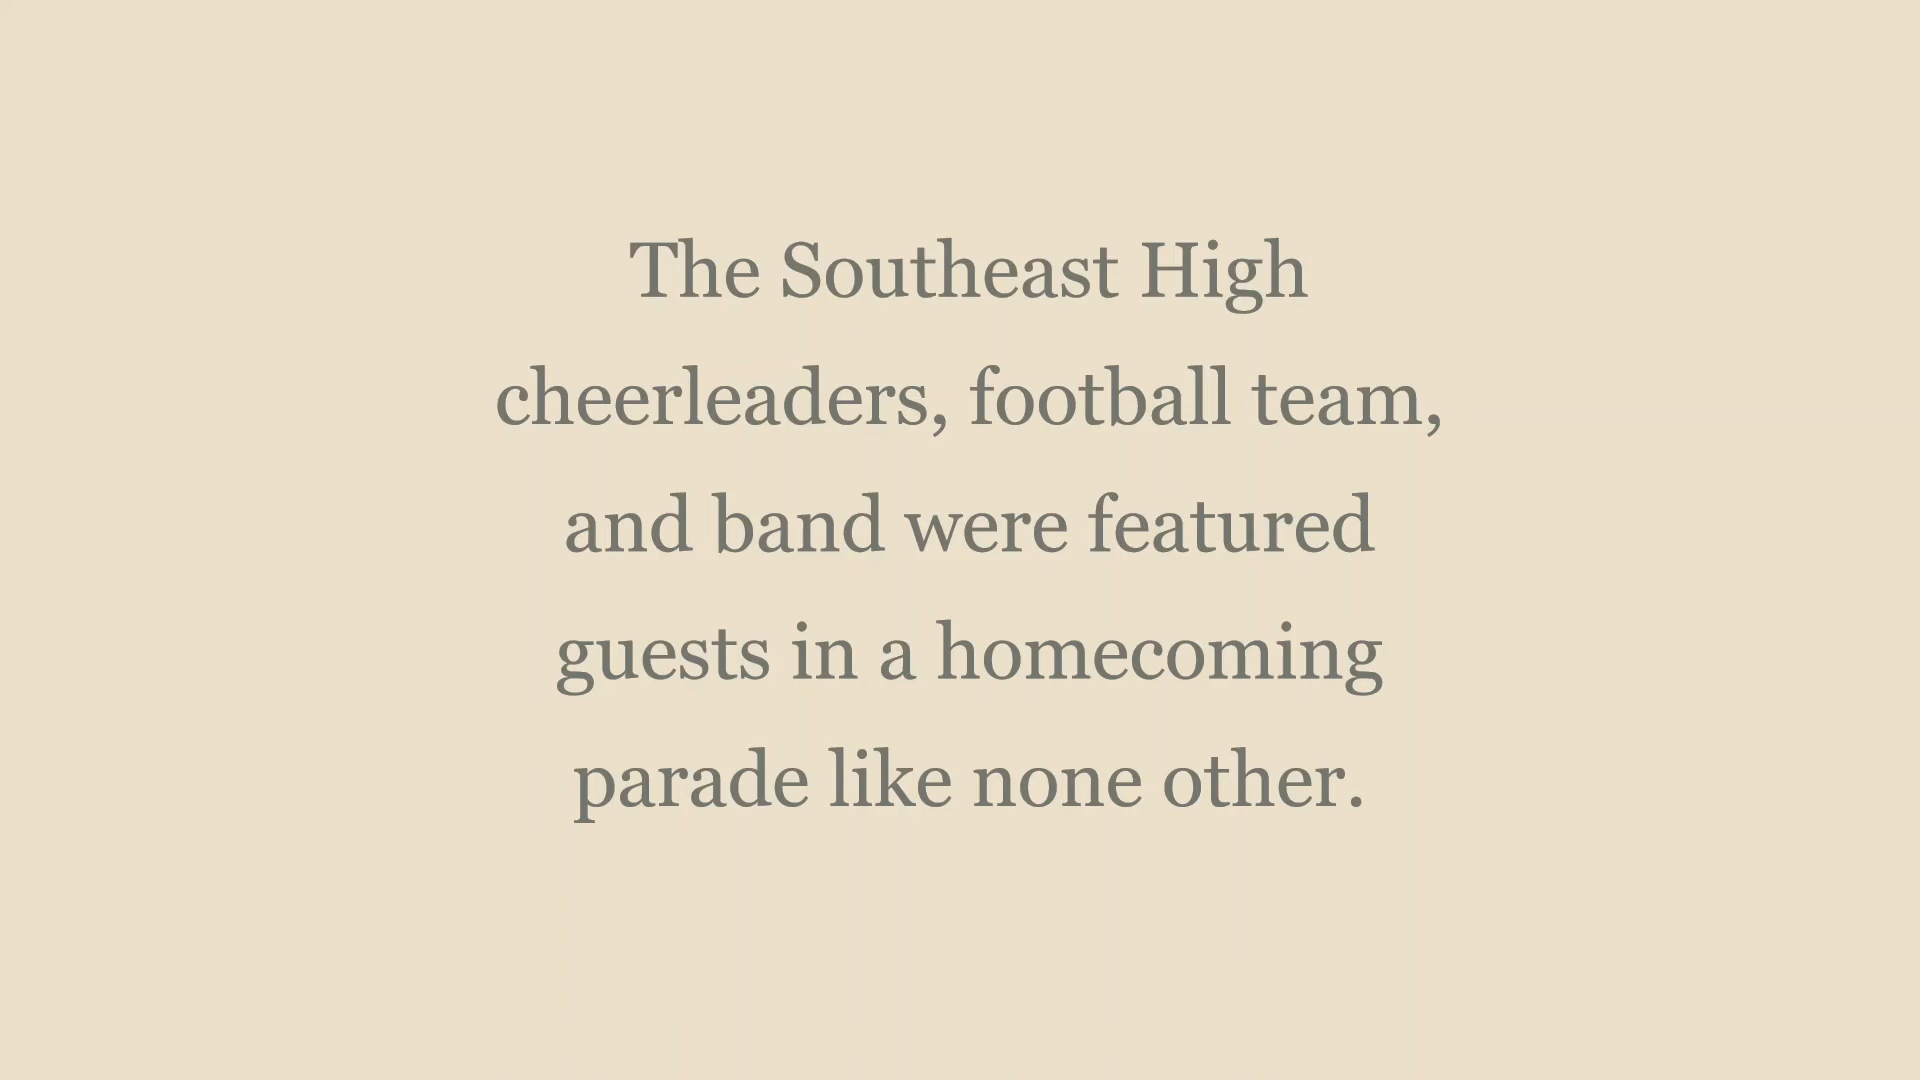 The Southeast High
cheerleaders, football team,
and band were featured
guests in a homecoming
parade like none other.